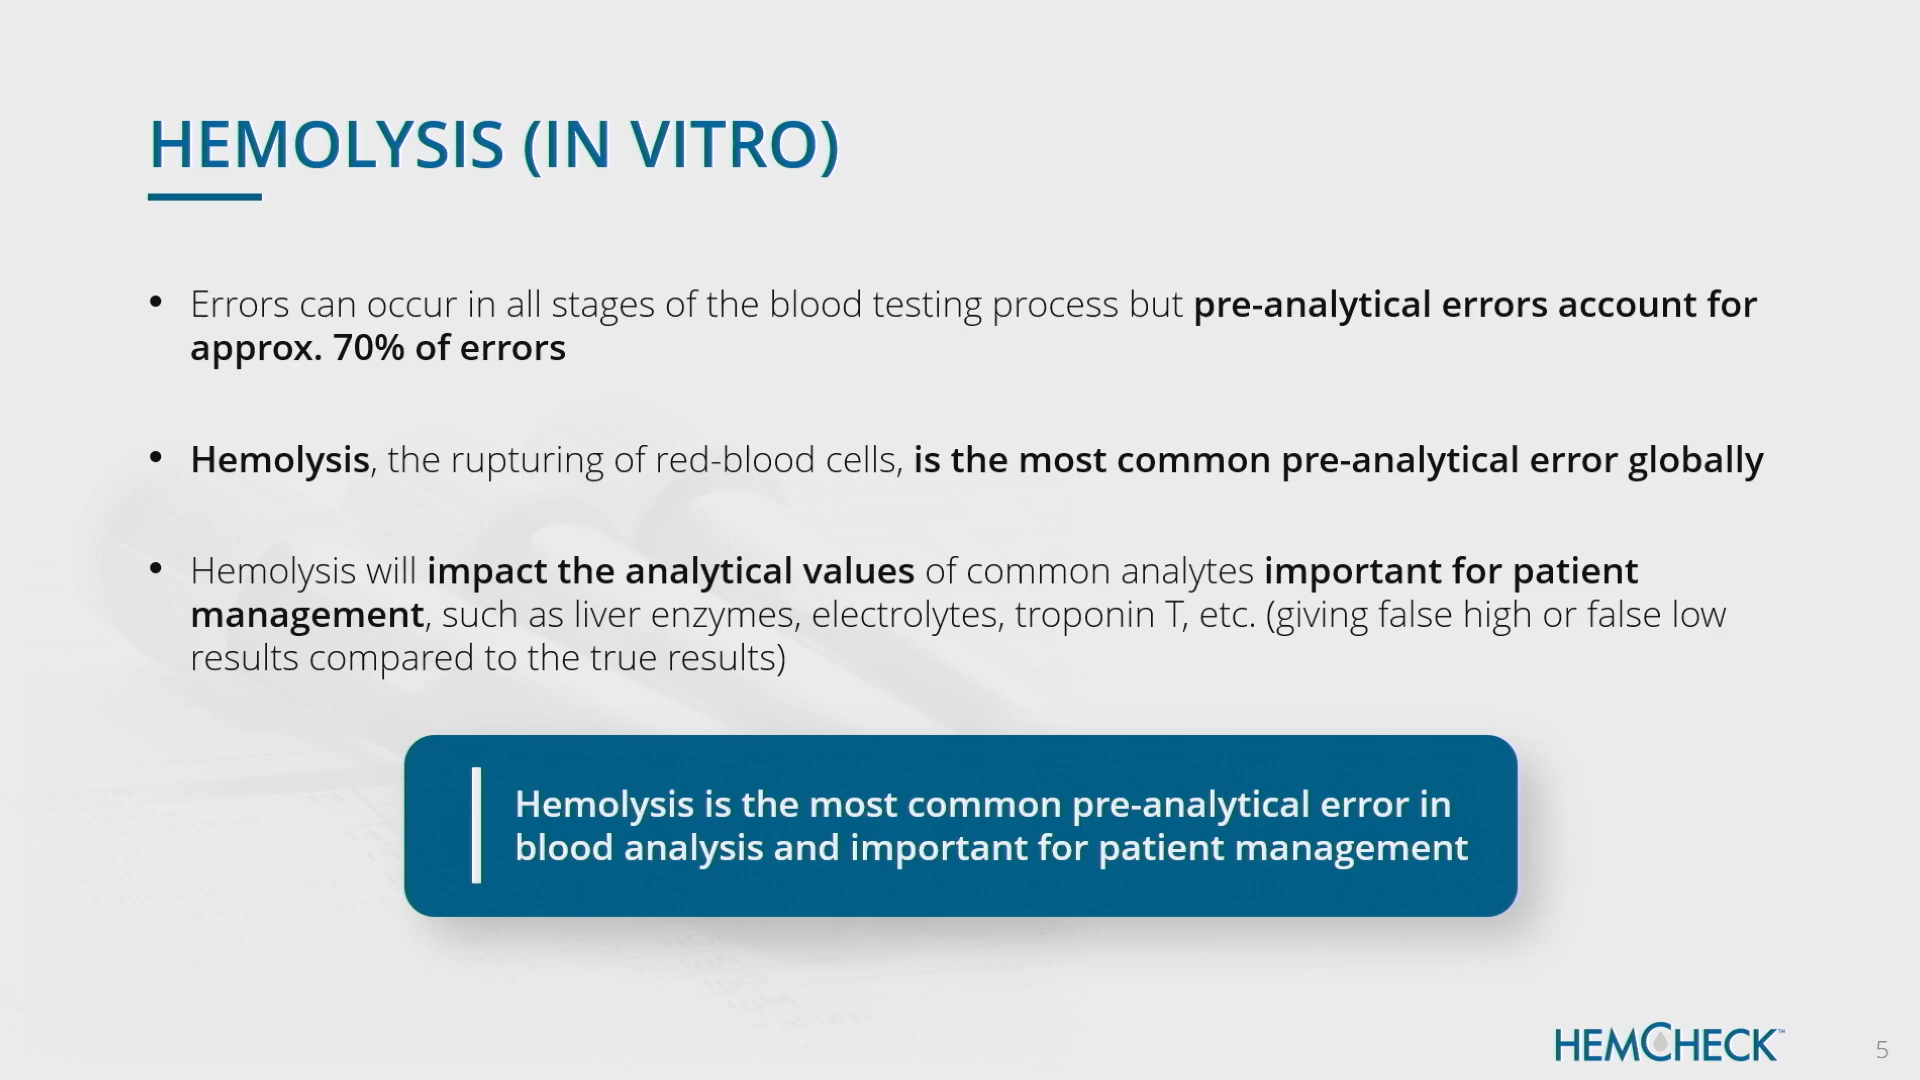 HEMOLYSIS (IN VITRO)
• Errors can occur in all stages of the blood testing process but pre-analytical errors account for
approx. 70% of errors
• Hemolysis, the rupturing of red-blood cells, is the most common pre-analytical error globally
• Hemolysis will impact the analytical values of common analytes important for patient
management, such as liver enzymes, electrolytes, troponin T, etc. (giving false high or false low
results compared to the true results)
Hemolysis is the most common pre-analytical error in
blood analysis and important for patient management
HEMCHECK™
5